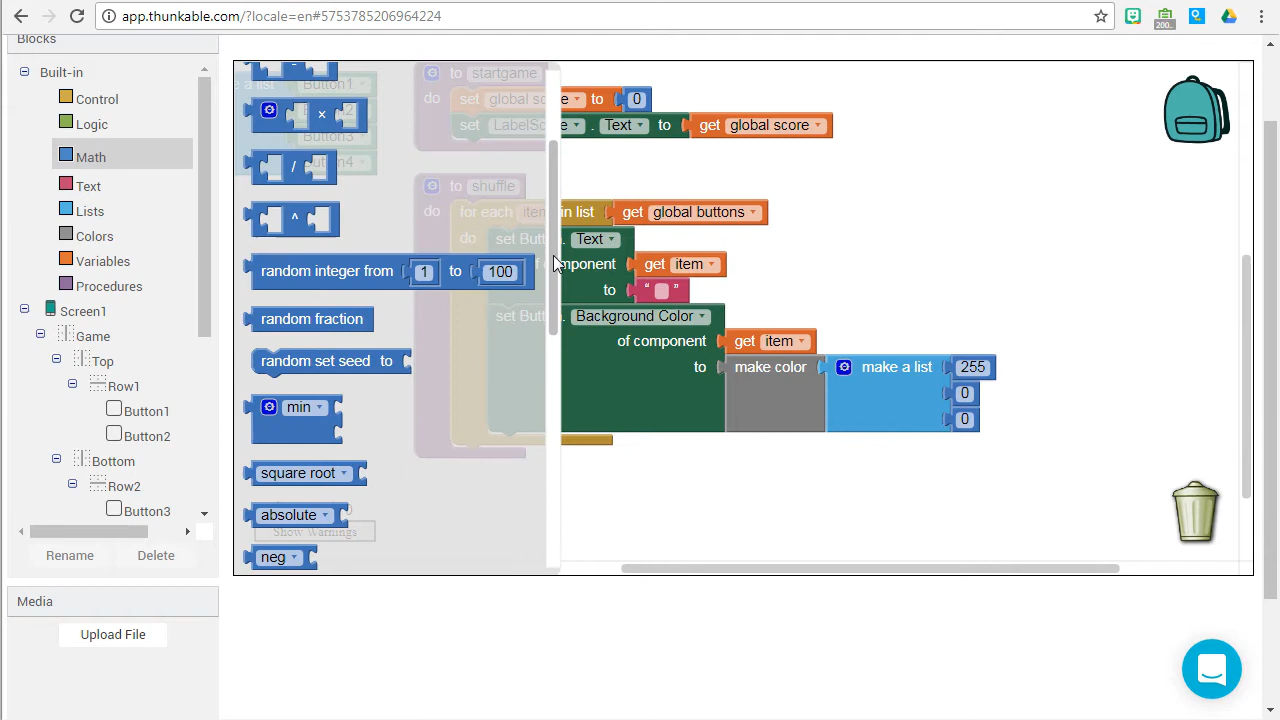 app.thunkable.com/?locale=en#5753785206964224
200..
Blocks
Built-in
Control
Logic
Math
Text
Lists
Colors
Variables
Procedures
Screen1
Game
Top
Row1
Button1
Button2
Bottom
Row2
Button3
Rename
Delete
Media
Upload File
×
/
^
random integer from 1 to 100
random fraction
random set seed to
min
square root
absolute
neg
Button1
Button3
to startgame
do set global score to 0
set LabelScore . Text to get global score
to shuffle
do for each item in list get global buttons
do set Button. Text
of component get item
to " "
set Button. Background Color
of component get item
to make color make a list 255
0
0
Show Warnings